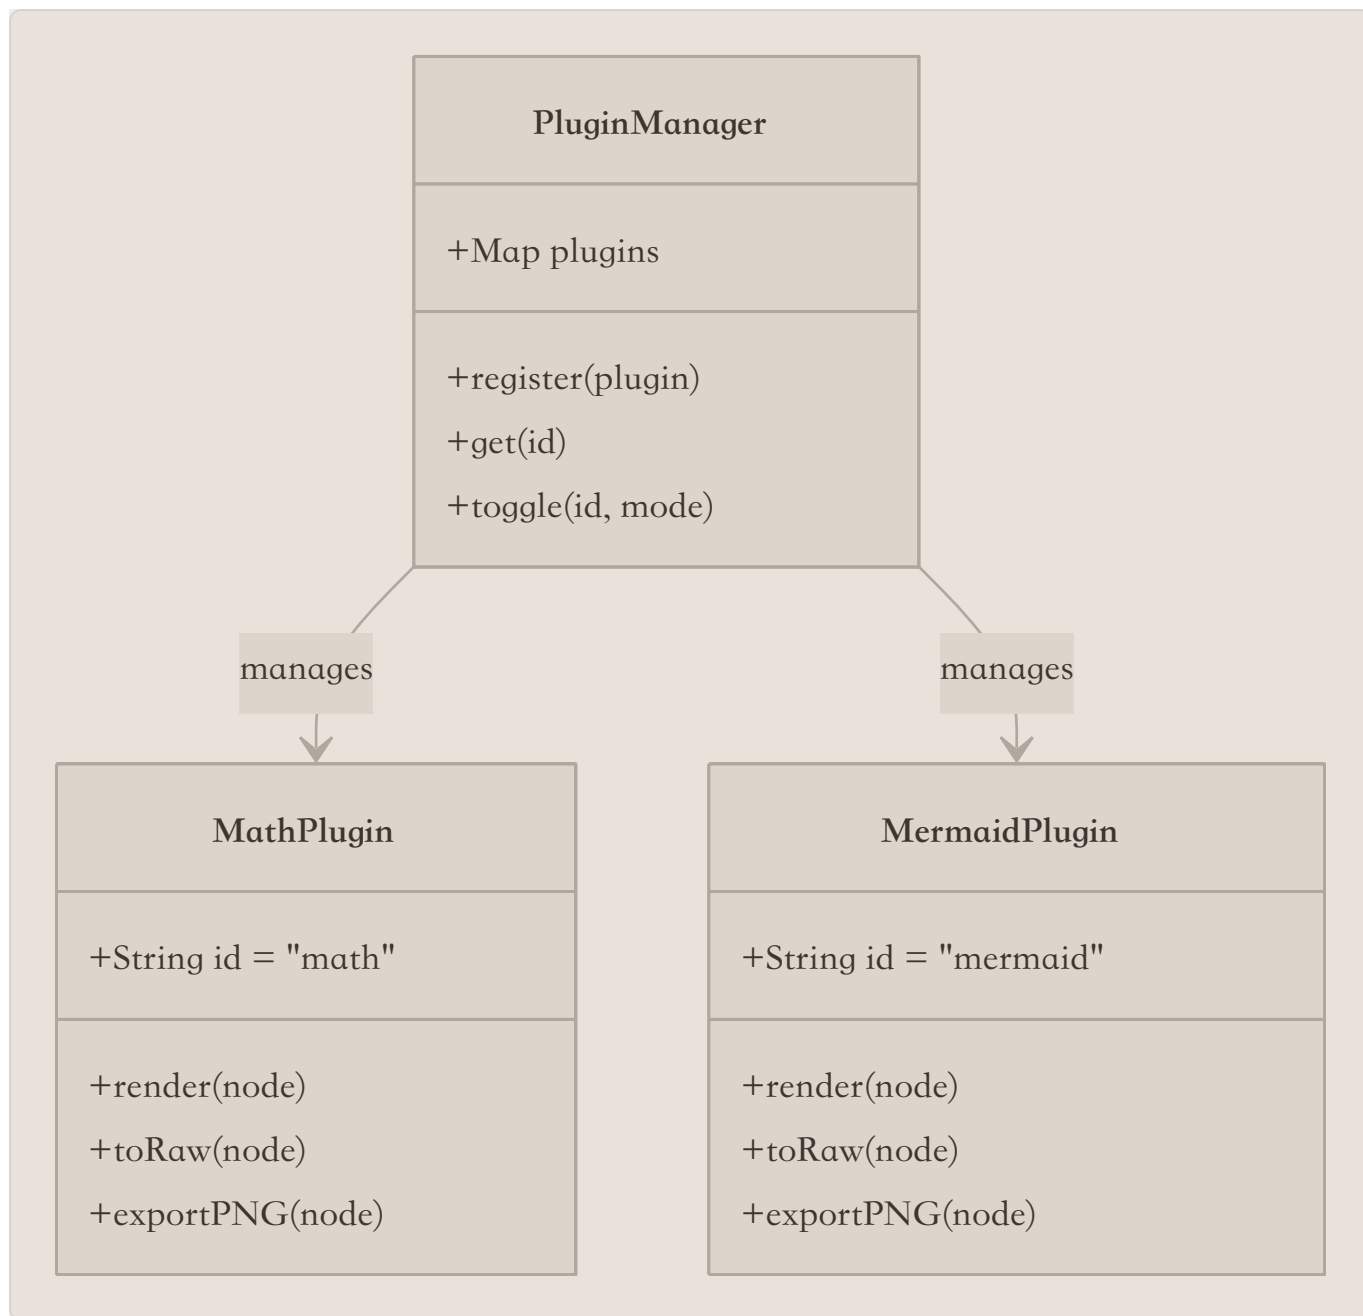 PluginManager
+Map plugins
+register(plugin)
+get(id)
+toggle(id, mode)
manages
manages
MathPlugin
+String id = "math"
+render(node)
+toRaw(node)
+exportPNG(node)
MermaidPlugin
+String id = "mermaid"
+render(node)
+toRaw(node)
+exportPNG(node)